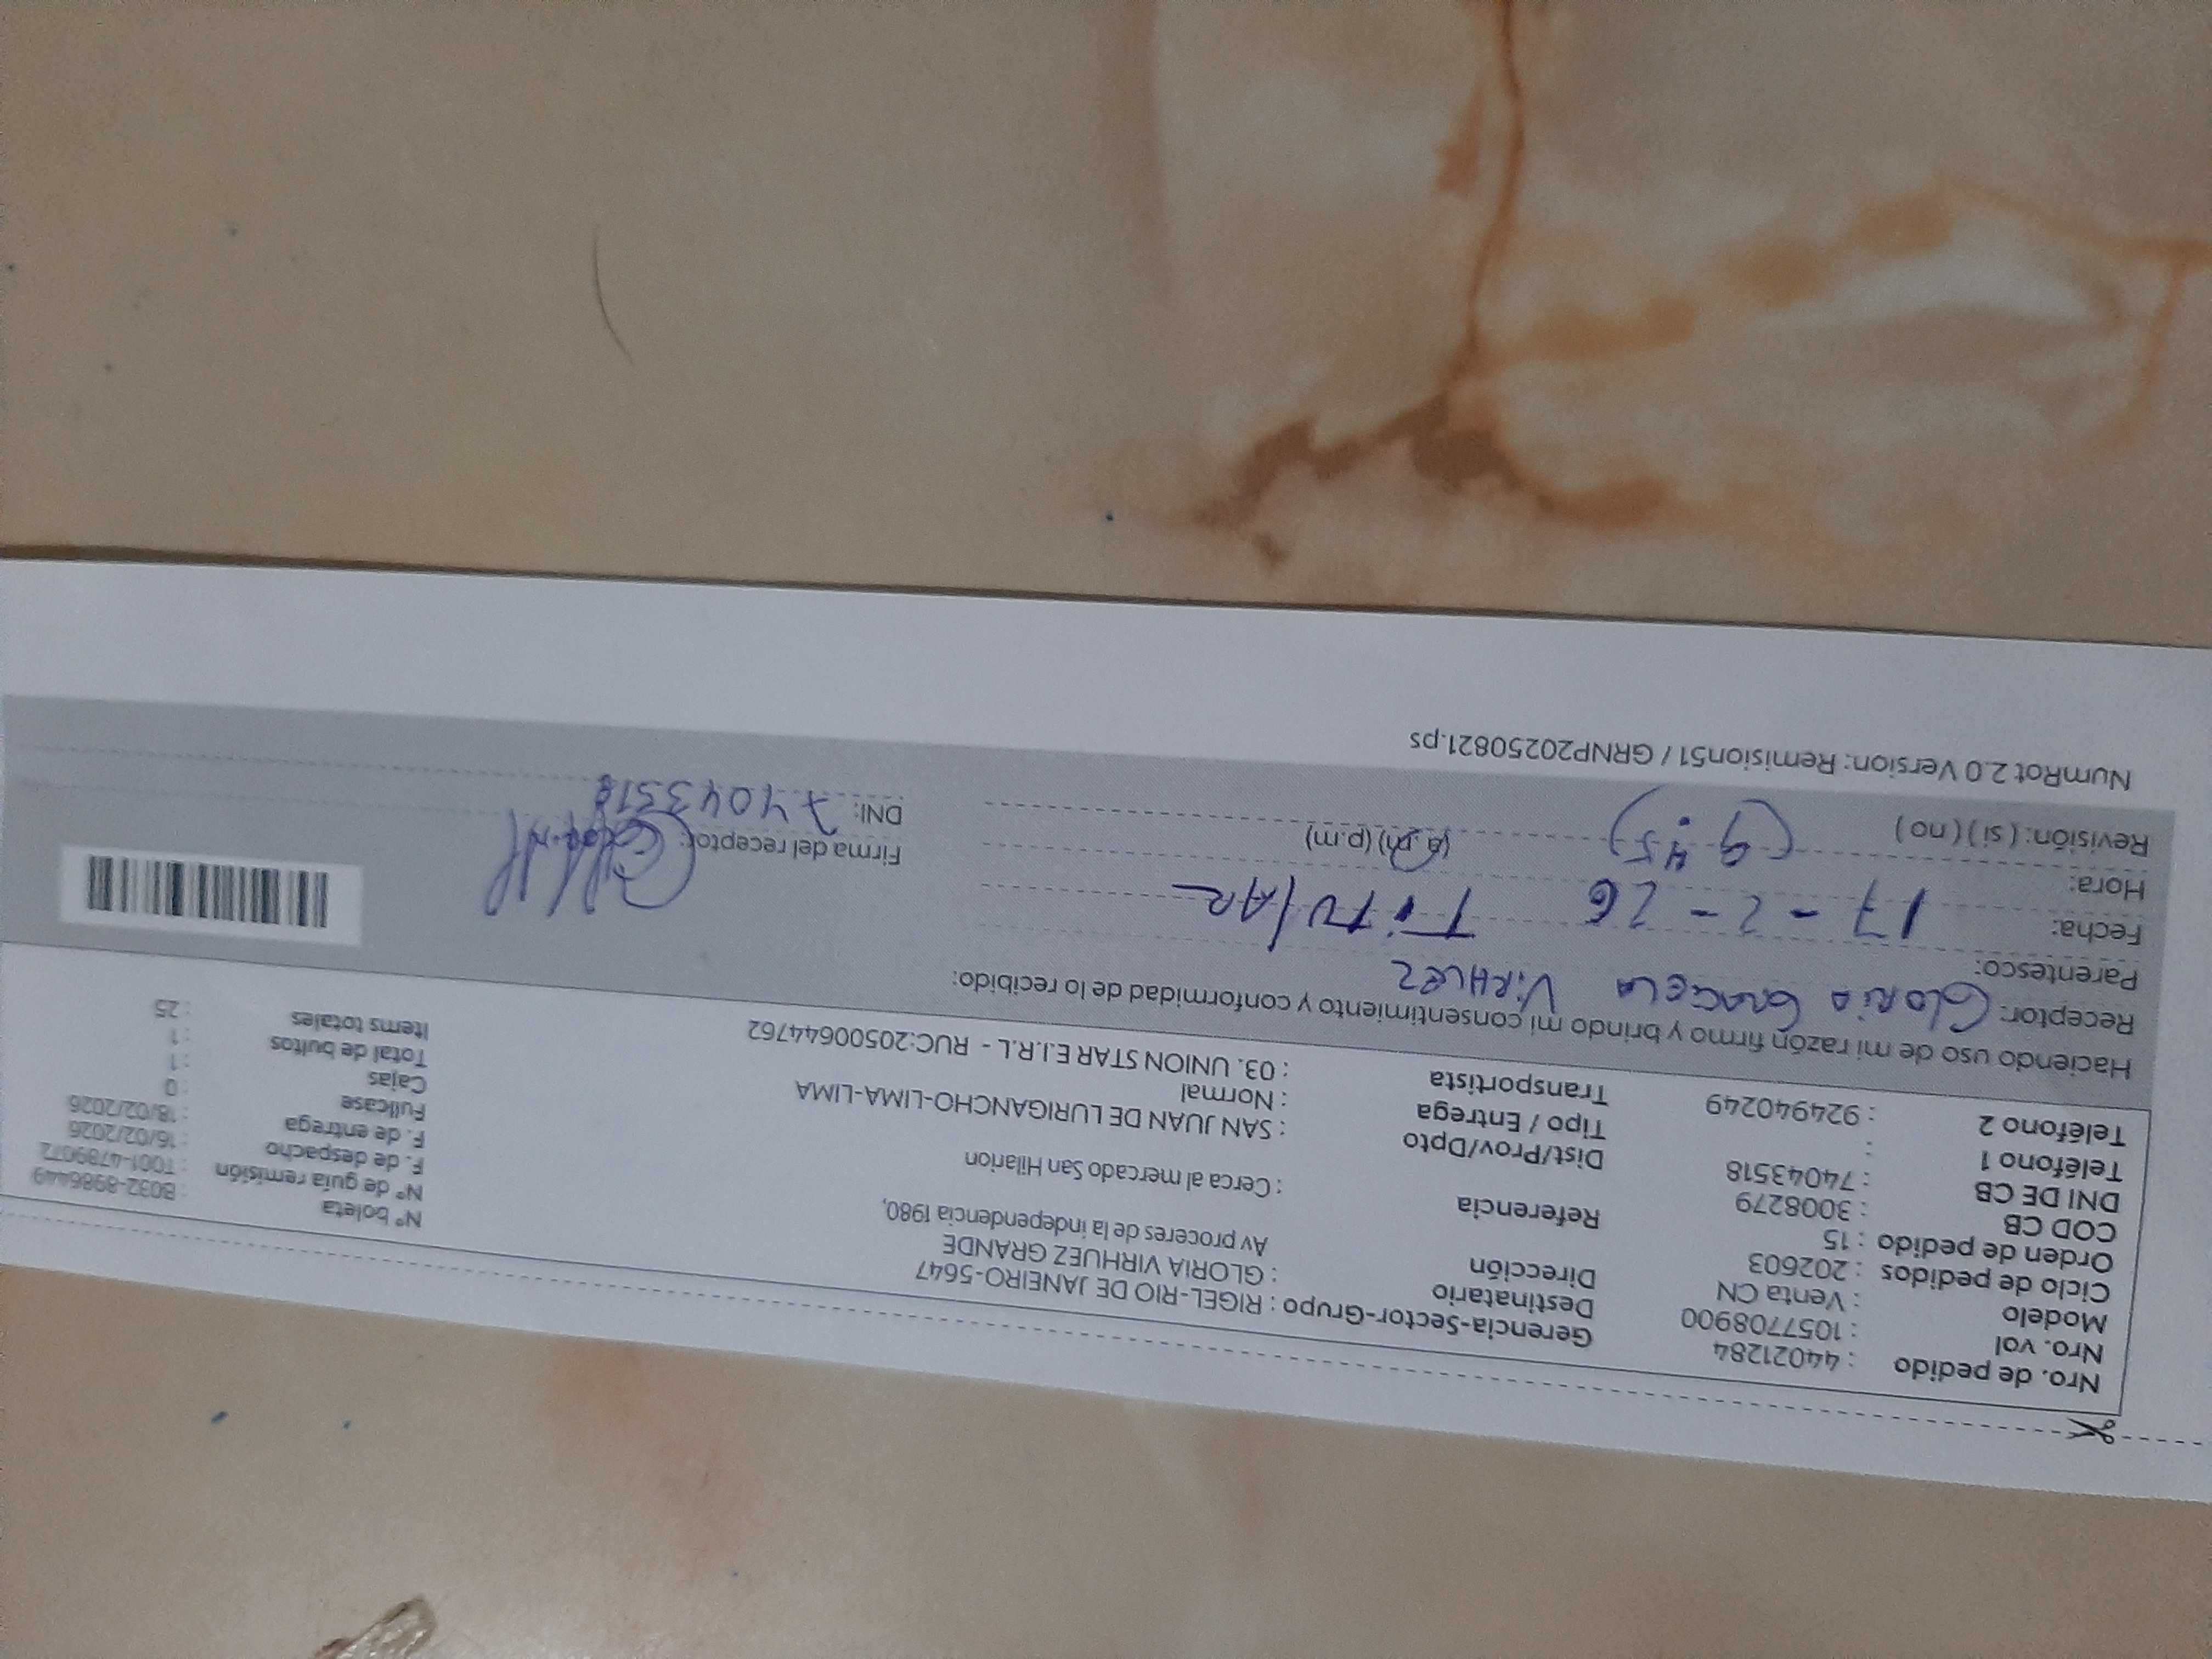 Nro. de pedido : 44021284
Nro. vol : 1057708900
Modelo : Venta CN
Ciclo de pedidos : 202603
Orden de pedido : 15
COD CB : 3008279
DNI DE CB : 74043518
Teléfono 1 :
Teléfono 2 : 924940249
Gerencia-Sector-Grupo : RIGEL-RIO DE JANEIRO-5647
Destinatario : GLORIA VIRHUEZ GRANDE
Dirección
Av proceres de la independencia 1980,
Referencia : Cerca al mercado San Hilarion
Dist/Prov/Dpto : SAN JUAN DE LURIGANCHO-LIMA-LIMA
Tipo / Entrega : Normal
Transportista : 03. UNION STAR E.I.R.L - RUC:20500644762
N° boleta : B032-8986449
N° de guía remisión : T001-4789072
F. de despacho : 16/02/2026
F. de entrega : 18/02/2026
Fullcase : 0
Cajas : 1
Total de bultos : 1
Items totales : 25
Haciendo uso de mi razón firmo y brindo mi consentimiento y conformidad de lo recibido:
Receptor: GLORIA GRACIELA VIRHUEZ
Parentesco: TiTULAR
Fecha: 17-2-26
Hora: (9:45) (a.m) (p.m)
Revisión: ( si ) ( no )
Firma del receptor:
DNI: 74043518
NumRot 2.0 Version: Remision51 / GRNP20250821.ps